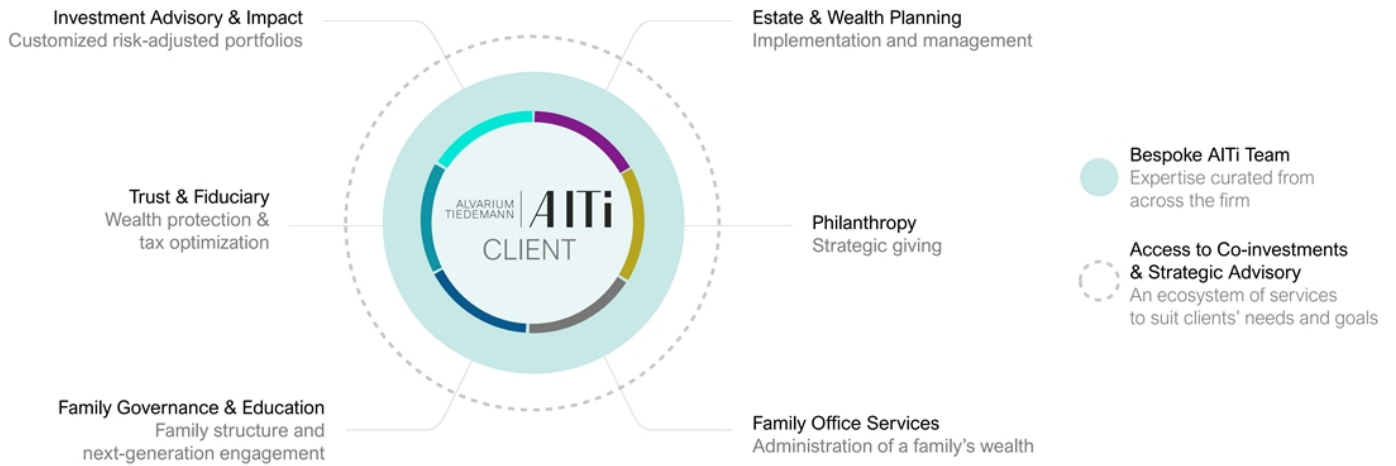 Investment Advisory & Impact
Customized risk-adjusted portfolios
Estate & Wealth Planning
Implementation and management
Trust & Fiduciary
Wealth protection &
tax optimization
ALVARIUM
TIEDEMANN
AlTi
CLIENT
Philanthropy
Strategic giving
Family Governance & Education
Family structure and
next-generation engagement
Family Office Services
Administration of a family's wealth
Bespoke AlTi Team
Expertise curated from
across the firm
Access to Co-investments
& Strategic Advisory
An ecosystem of services
to suit clients' needs and goals